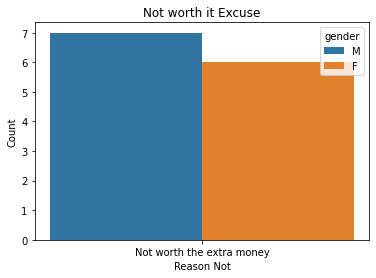 Not worth it Excuse
gender
M
F
7
6
5
4
3
2
1
0
Count
Not worth the extra money
Reason Not